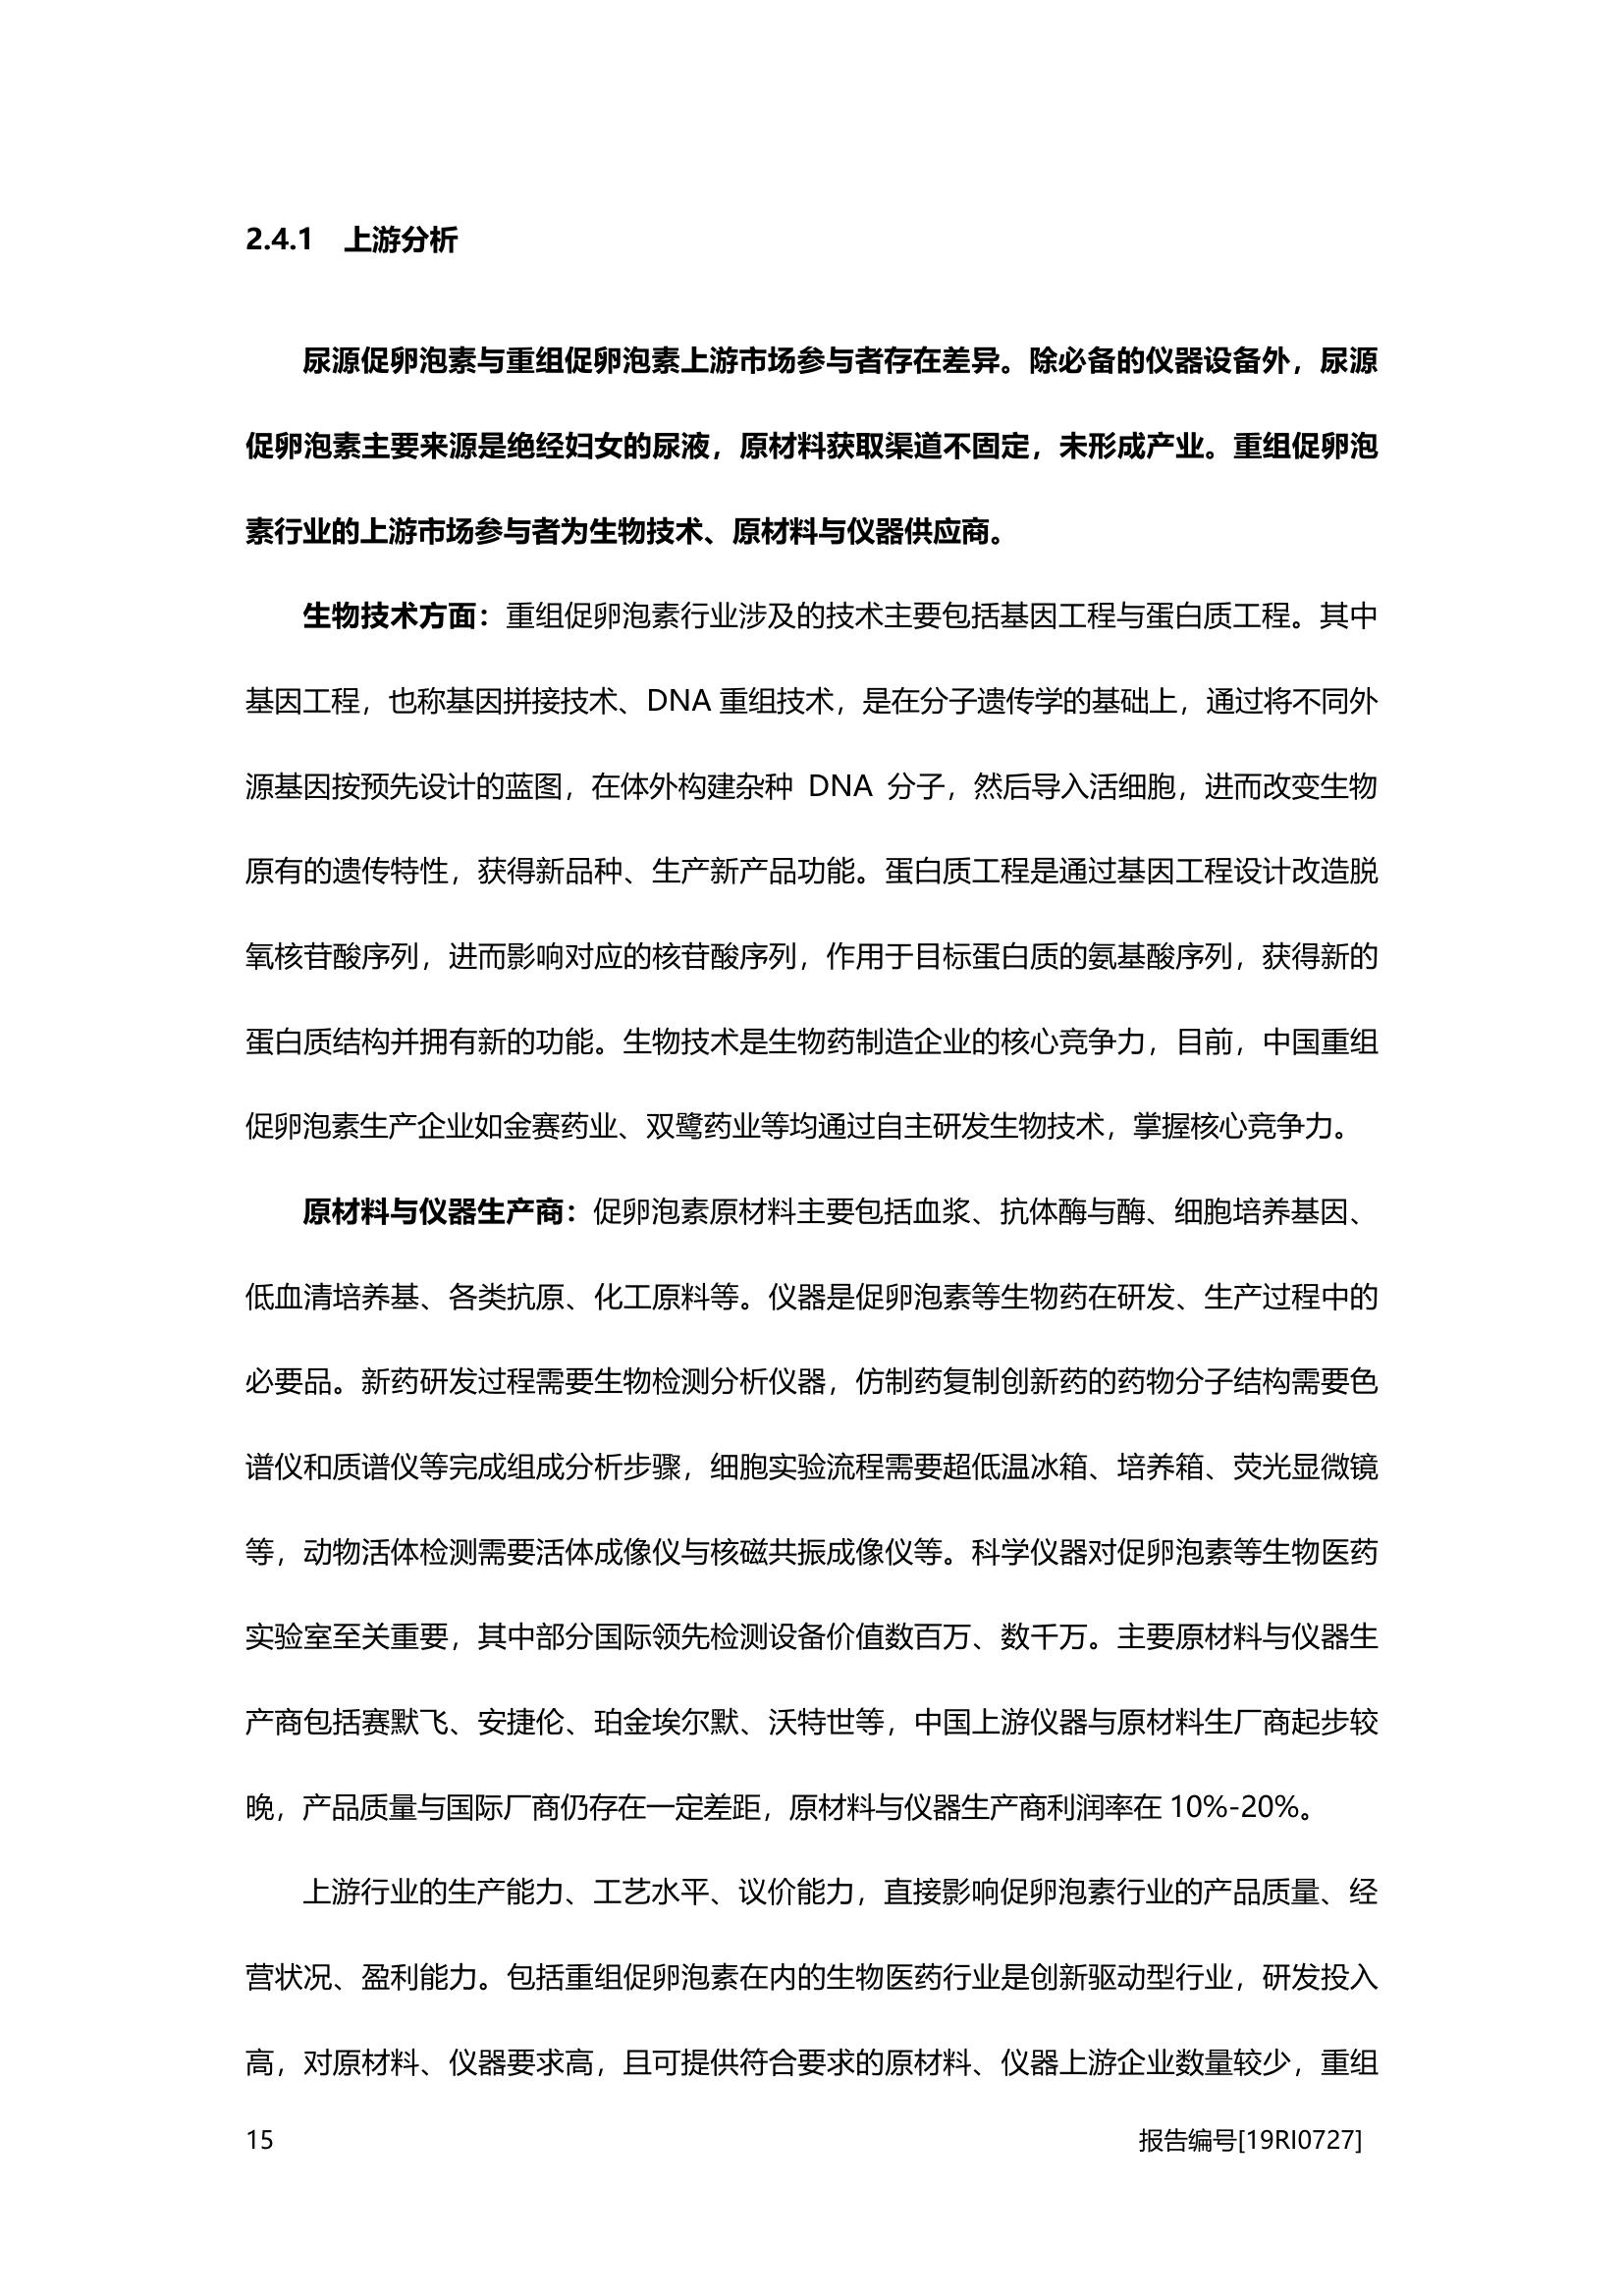 2.4.1 上游分析
尿源促卵泡素与重组促卵泡素上游市场参与者存在差异。除必备的仪器设备外，尿源
促卵泡素主要来源是绝经妇女的尿液，原材料获取渠道不固定，未形成产业。重组促卵泡
素行业的上游市场参与者为生物技术、原材料与仪器供应商。
生物技术方面：重组促卵泡素行业涉及的技术主要包括基因工程与蛋白质工程。其中
基因工程，也称基因拼接技术、DNA 重组技术，是在分子遗传学的基础上，通过将不同外
源基因按预先设计的蓝图，在体外构建杂种 DNA 分子，然后导入活细胞，进而改变生物
原有的遗传特性，获得新品种、生产新产品功能。蛋白质工程是通过基因工程设计改造脱
氧核苷酸序列，进而影响对应的核苷酸序列，作用于目标蛋白质的氨基酸序列，获得新的
蛋白质结构并拥有新的功能。生物技术是生物药制造企业的核心竞争力，目前，中国重组
促卵泡素生产企业如金赛药业、双鹭药业等均通过自主研发生物技术，掌握核心竞争力。
原材料与仪器生产商：促卵泡素原材料主要包括血浆、抗体酶与酶、细胞培养基因、
低血清培养基、各类抗原、化工原料等。仪器是促卵泡素等生物药在研发、生产过程中的
必要品。新药研发过程需要生物检测分析仪器，仿制药复制创新药的药物分子结构需要色
谱仪和质谱仪等完成组成分析步骤，细胞实验流程需要超低温冰箱、培养箱、荧光显微镜
等，动物活体检测需要活体成像仪与核磁共振成像仪等。科学仪器对促卵泡素等生物医药
实验室至关重要，其中部分国际领先检测设备价值数百万、数千万。主要原材料与仪器生
产商包括赛默飞、安捷伦、珀金埃尔默、沃特世等，中国上游仪器与原材料生厂商起步较
晚，产品质量与国际厂商仍存在一定差距，原材料与仪器生产商利润率在 10%-20%。
上游行业的生产能力、工艺水平、议价能力，直接影响促卵泡素行业的产品质量、经
营状况、盈利能力。包括重组促卵泡素在内的生物医药行业是创新驱动型行业，研发投入
高，对原材料、仪器要求高，且可提供符合要求的原材料、仪器上游企业数量较少，重组
15 报告编号[19RI0727]